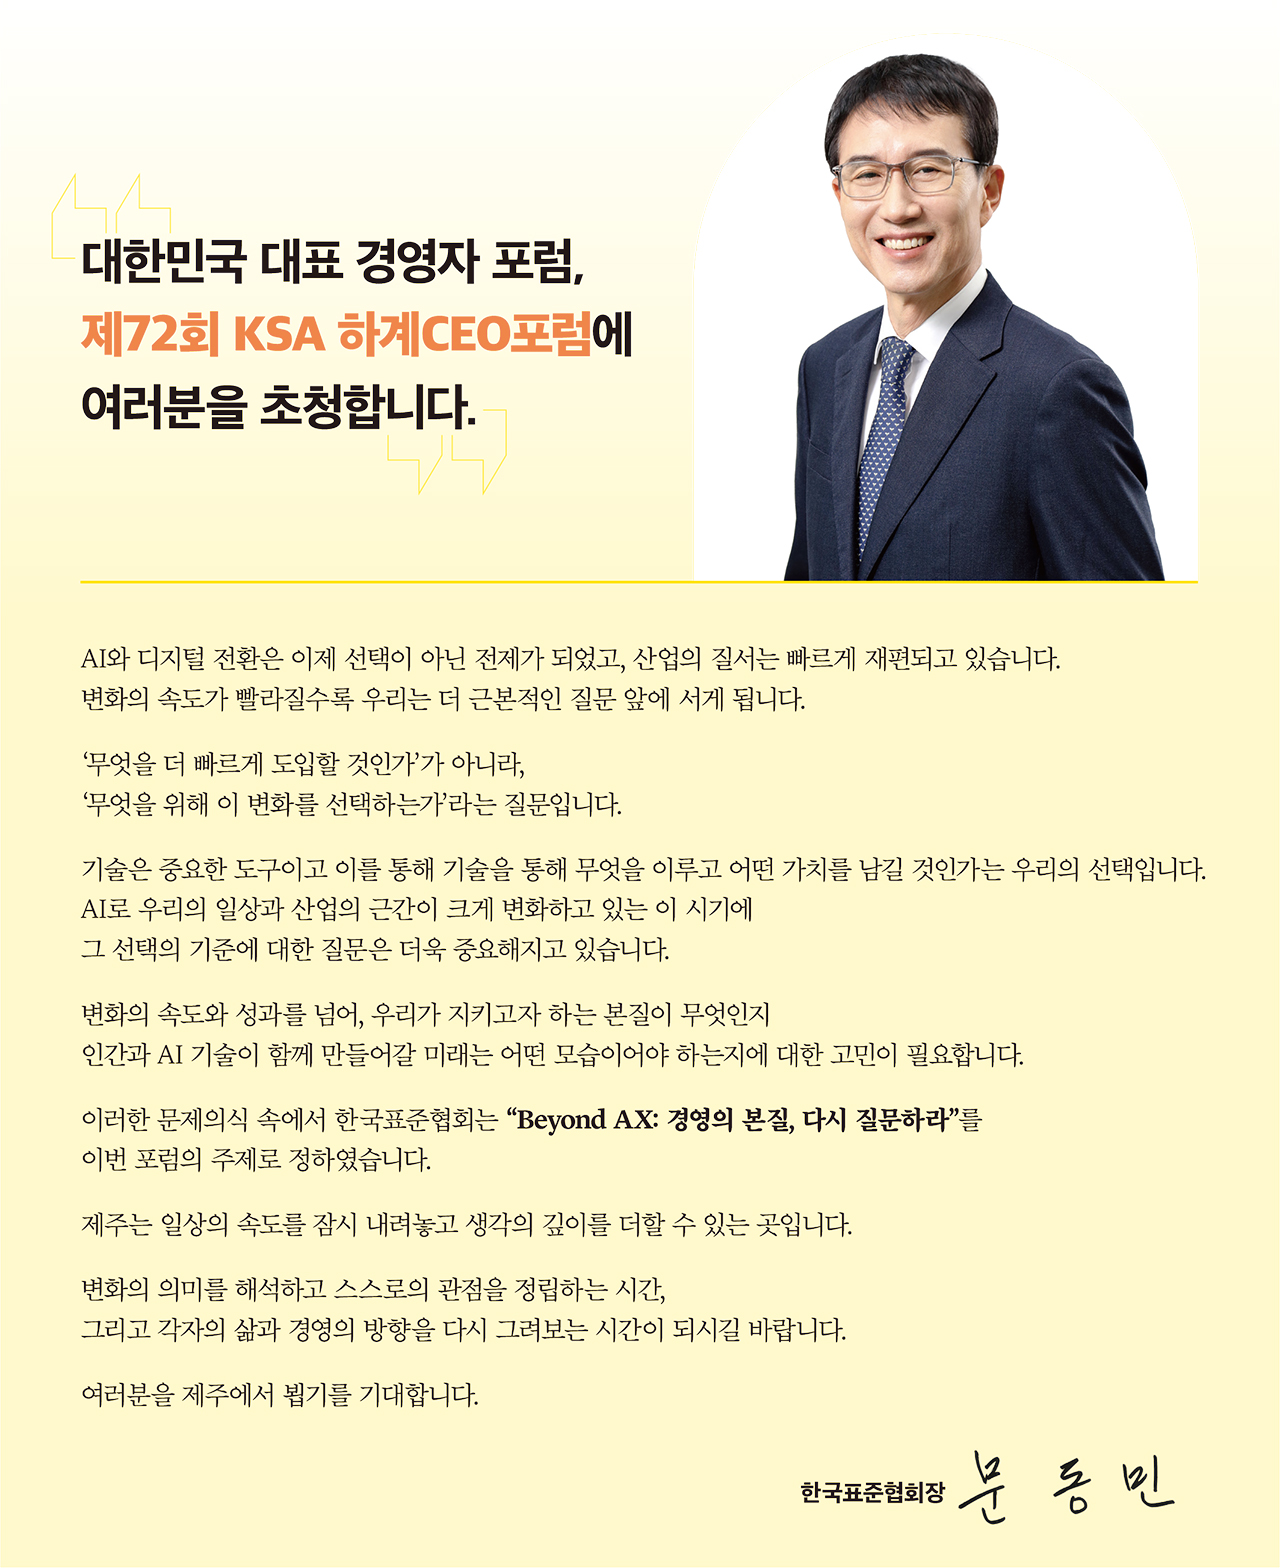 대한민국 대표 경영자 포럼,
제72회 KSA 하계CEO포럼에
여러분을 초청합니다.
AI와 디지털 전환은 이제 선택이 아닌 전제가 되었고, 산업의 질서는 빠르게 재편되고 있습니다.
변화의 속도가 빨라질수록 우리는 더 근본적인 질문 앞에 서게 됩니다.
‘무엇을 더 빠르게 도입할 것인가’가 아니라,
‘무엇을 위해 이 변화를 선택하는가’라는 질문입니다.
기술은 중요한 도구이고 이를 통해 기술을 통해 무엇을 이루고 어떤 가치를 남길 것인가는 우리의 선택입니다.
AI로 우리의 일상과 산업의 근간이 크게 변화하고 있는 이 시기에
그 선택의 기준에 대한 질문은 더욱 중요해지고 있습니다.
변화의 속도와 성과를 넘어, 우리가 지키고자 하는 본질이 무엇인지
인간과 AI 기술이 함께 만들어갈 미래는 어떤 모습이어야 하는지에 대한 고민이 필요합니다.
이러한 문제의식 속에서 한국표준협회는 “Beyond AX: 경영의 본질, 다시 질문하라”를
이번 포럼의 주제로 정하였습니다.
제주는 일상의 속도를 잠시 내려놓고 생각의 깊이를 더할 수 있는 곳입니다.
변화의 의미를 해석하고 스스로의 관점을 정립하는 시간,
그리고 각자의 삶과 경영의 방향을 다시 그려보는 시간이 되시길 바랍니다.
여러분을 제주에서 뵙기를 기대합니다.
한국표준협회장 문동민